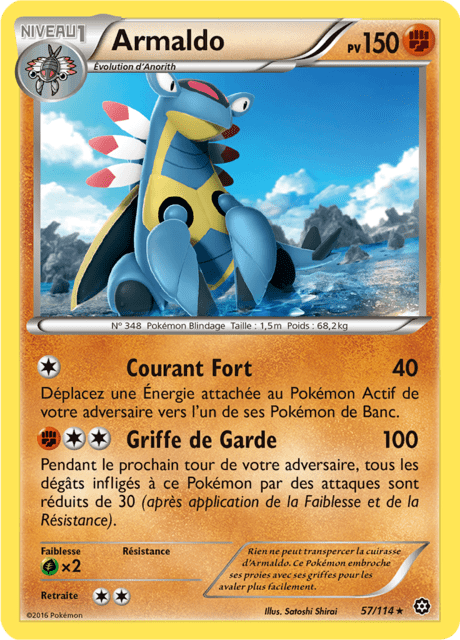 NIVEAU 1
Armaldo
PV 150
Évolution d'Anorith
N° 348 Pokémon Blindage Taille : 1,5m Poids : 68,2kg
Courant Fort 40
Déplacez une Énergie attachée au Pokémon Actif de
votre adversaire vers l'un de ses Pokémon de Banc.
Griffe de Garde 100
Pendant le prochain tour de votre adversaire, tous les
dégâts infligés à ce Pokémon par des attaques sont
réduits de 30 (après application de la Faiblesse et de la
Résistance).
Faiblesse Résistance
×2
Retraite
Rien ne peut transpercer la cuirasse
d'Armaldo. Ce Pokémon embroche
ses proies avec ses griffes pour les
avaler plus facilement.
©2016 Pokémon
Illus. Satoshi Shirai 57/114 ★